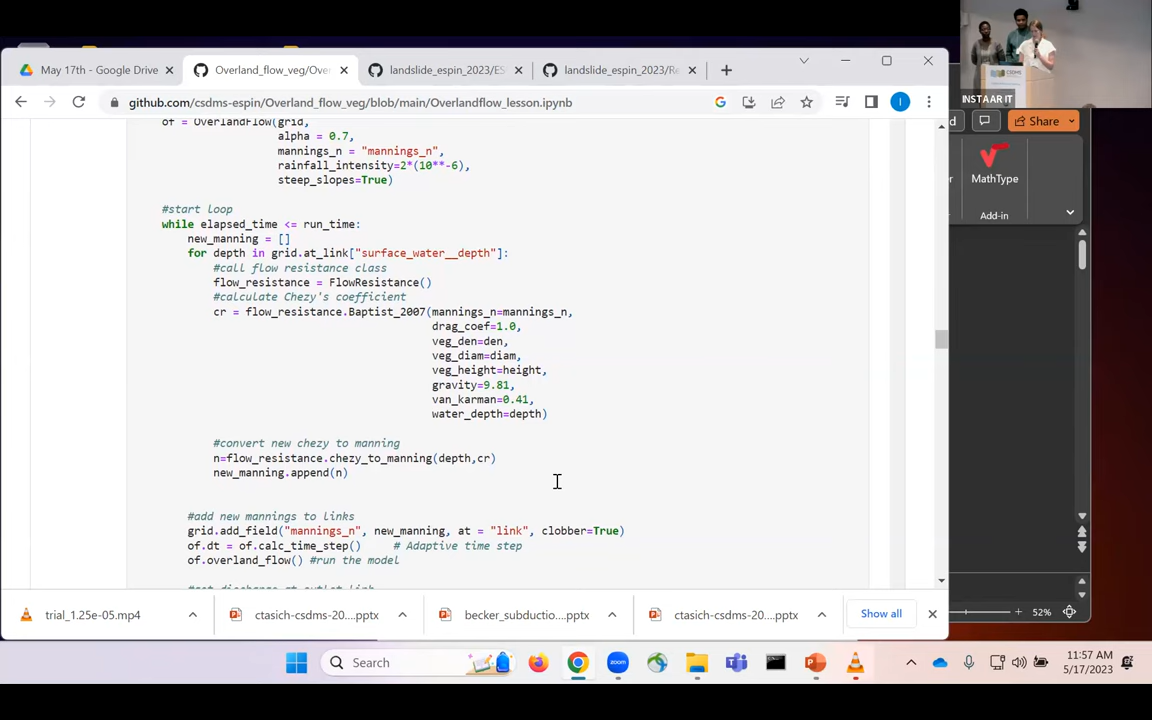 May 17th - Google Drive
Overland_flow_veg/Over
landslide_espin_2023/ES
landslide_espin_2023/Re
github.com/csdms-espin/Overland_flow_veg/blob/main/Overlandflow_lesson.ipynb
INSTAAR IT
Share
MathType
Add-in
of = OverlandFlow(grid,
alpha = 0.7,
mannings_n = "mannings_n",
rainfall_intensity=2*(10**-6),
steep_slopes=True)
#start loop
while elapsed_time <= run_time:
new_manning = []
for depth in grid.at_link["surface_water__depth"]:
#call flow resistance class
flow_resistance = FlowResistance()
#calculate Chezy's coefficient
cr = flow_resistance.Baptist_2007(mannings_n=mannings_n,
drag_coef=1.0,
veg_den=den,
veg_diam=diam,
veg_height=height,
gravity=9.81,
van_karman=0.41,
water_depth=depth)
#convert new chezy to manning
n=flow_resistance.chezy_to_manning(depth,cr)
new_manning.append(n)
#add new mannings to links
grid.add_field("mannings_n", new_manning, at = "link", clobber=True)
of.dt = of.calc_time_step() # Adaptive time step
of.overland_flow() #run the model
trial_1.25e-05.mp4
ctasich-csdms-20....pptx
becker_subductio....pptx
ctasich-csdms-20....pptx
Show all
52%
Search
11:57 AM
5/17/2023